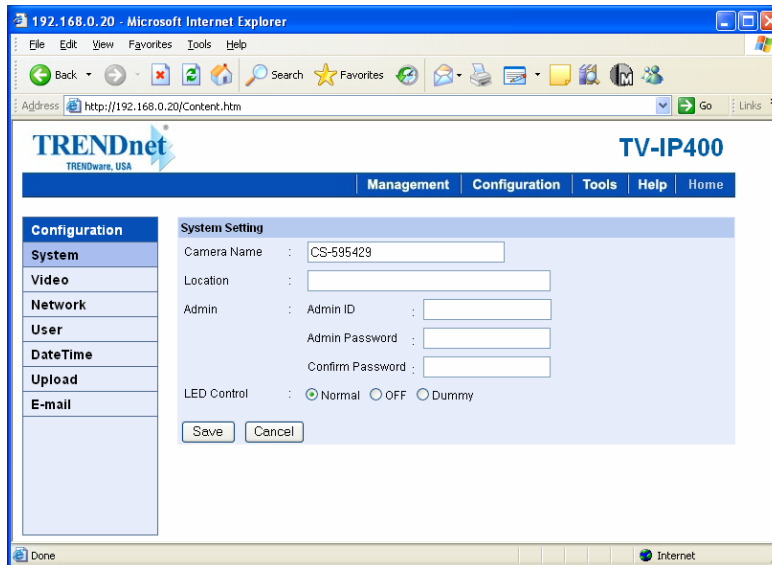 192.168.0.20 - Microsoft Internet Explorer
File Edit View Favorites Tools Help
Back Search Favorites
Address http://192.168.0.20/Content.htm Go Links
TRENDnet®
TRENDware, USA
TV-IP400
Management Configuration Tools Help Home
Configuration
System
Video
Network
User
DateTime
Upload
E-mail
System Setting
Camera Name : CS-595429
Location :
Admin : Admin ID :
Admin Password :
Confirm Password :
LED Control : Normal OFF Dummy
Save Cancel
Done Internet